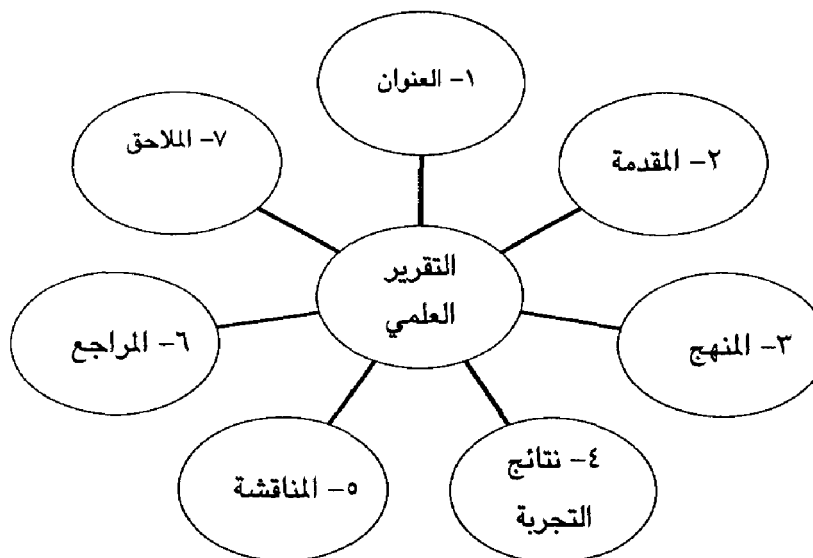 ١- العنوان
٢- المقدمة
٣- المنهج
٤- نتائج
التجربة
٥- المناقشة
٦- المراجع
٧- الملاحق
التقرير
العلمي